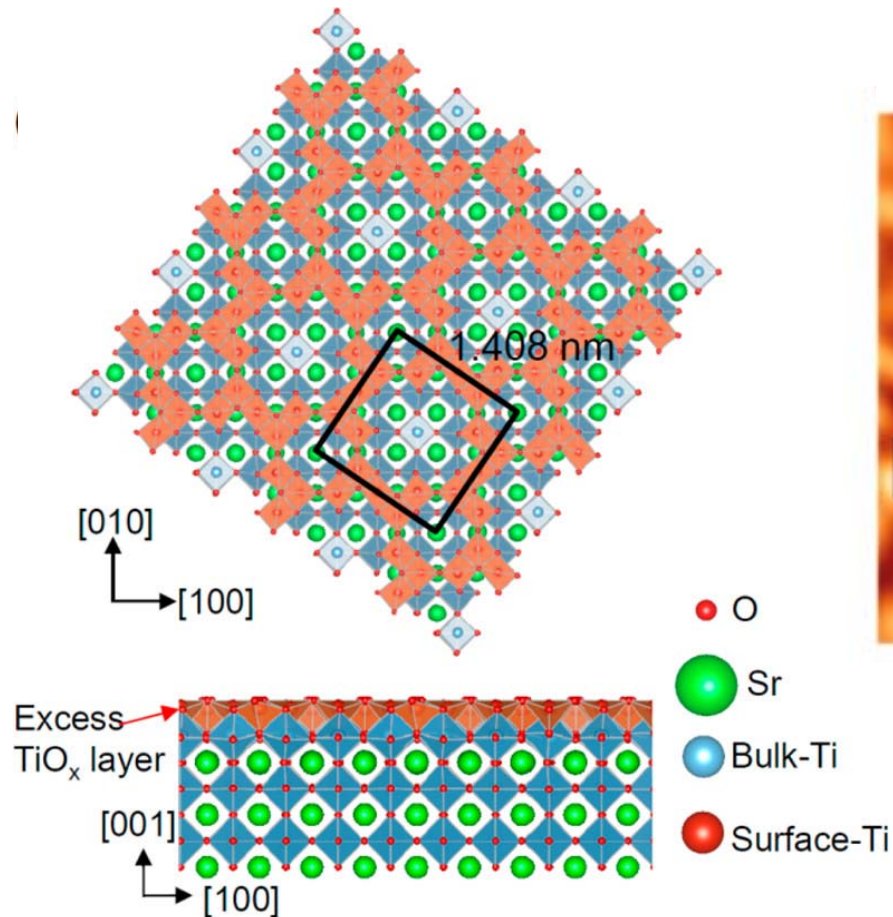 1.408 nm
[010]
[100]
O
Sr
Excess
TiOₓ layer
Bulk-Ti
[001]
Surface-Ti
[100]